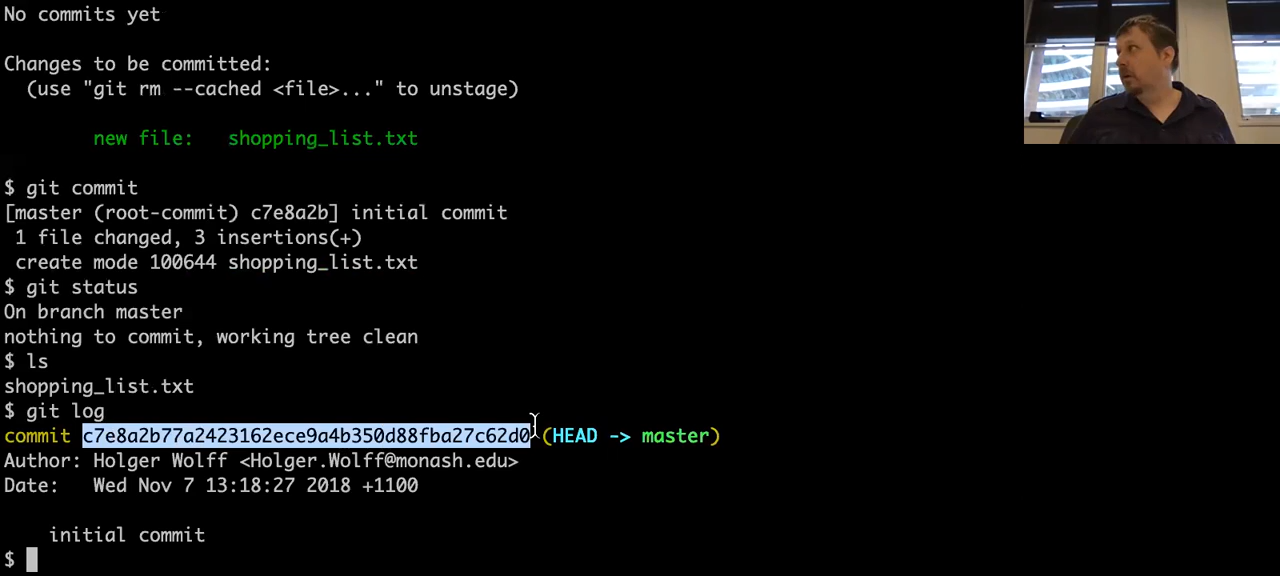 No commits yet
Changes to be committed:
(use "git rm --cached <file>..." to unstage)
new file: shopping_list.txt
$ git commit
[master (root-commit) c7e8a2b] initial commit
1 file changed, 3 insertions(+)
create mode 100644 shopping_list.txt
$ git status
On branch master
nothing to commit, working tree clean
$ ls
shopping_list.txt
$ git log
commit c7e8a2b77a2423162ece9a4b350d88fba27c62d0 (HEAD -> master)
Author: Holger Wolff <Holger.Wolff@monash.edu>
Date: Wed Nov 7 13:18:27 2018 +1100
initial commit
$